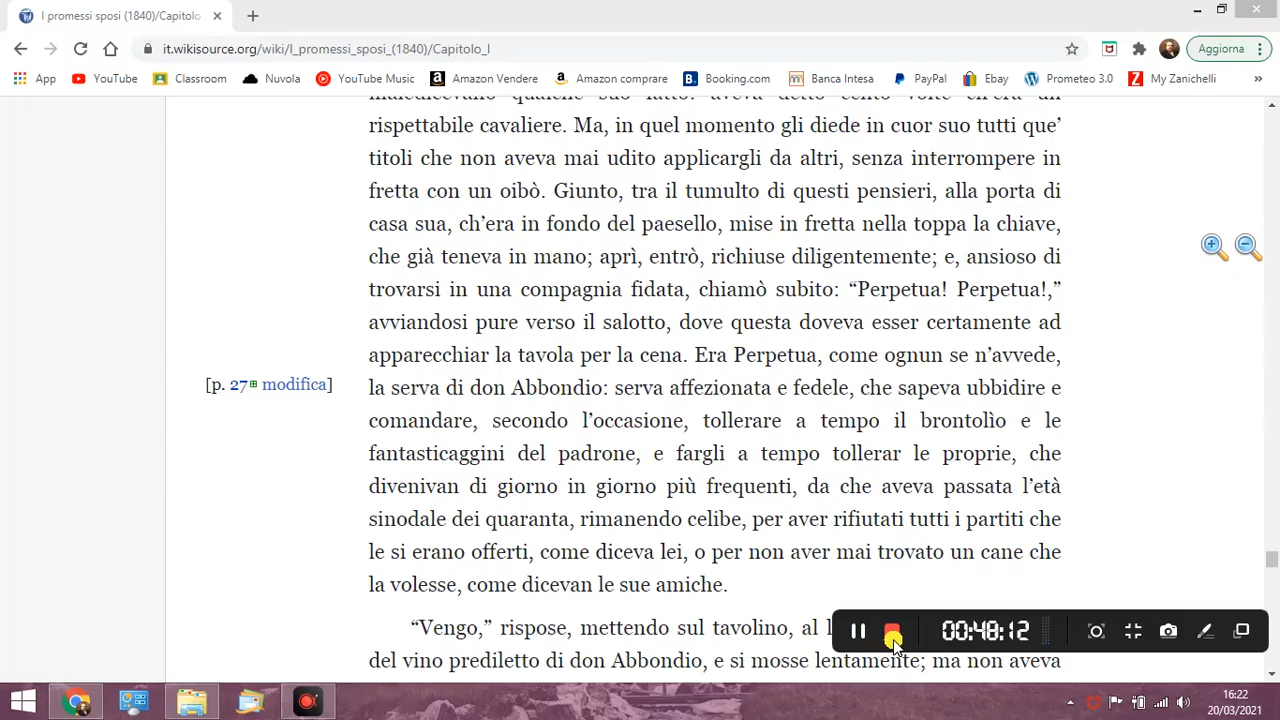 I promessi sposi (1840)/Capitolo
it.wikisource.org/wiki/I_promessi_sposi_(1840)/Capitolo_I
Aggiorna
App YouTube Classroom Nuvola YouTube Music Amazon Vendere Amazon comprare Booking.com Banca Intesa PayPal Ebay Prometeo 3.0 My Zanichelli »
maledicevano qualche suo fatto: aveva detto cento volte ch’era un
rispettabile cavaliere. Ma, in quel momento gli diede in cuor suo tutti que’
titoli che non aveva mai udito applicargli da altri, senza interrompere in
fretta con un oibò. Giunto, tra il tumulto di questi pensieri, alla porta di
casa sua, ch’era in fondo del paesello, mise in fretta nella toppa la chiave,
che già teneva in mano; aprì, entrò, richiuse diligentemente; e, ansioso di
trovarsi in una compagnia fidata, chiamò subito: “Perpetua! Perpetua!,”
avviandosi pure verso il salotto, dove questa doveva esser certamente ad
apparecchiar la tavola per la cena. Era Perpetua, come ognun se n’avvede,
[p. 27 modifica]
la serva di don Abbondio: serva affezionata e fedele, che sapeva ubbidire e
comandare, secondo l’occasione, tollerare a tempo il brontolìo e le
fantasticaggini del padrone, e fargli a tempo tollerar le proprie, che
divenivan di giorno in giorno più frequenti, da che aveva passata l’età
sinodale dei quaranta, rimanendo celibe, per aver rifiutati tutti i partiti che
le si erano offerti, come diceva lei, o per non aver mai trovato un cane che
la volesse, come dicevan le sue amiche.
“Vengo,” rispose, mettendo sul tavolino, al l
00:48:12
del vino prediletto di don Abbondio, e si mosse lentamente; ma non aveva
16:22
20/03/2021